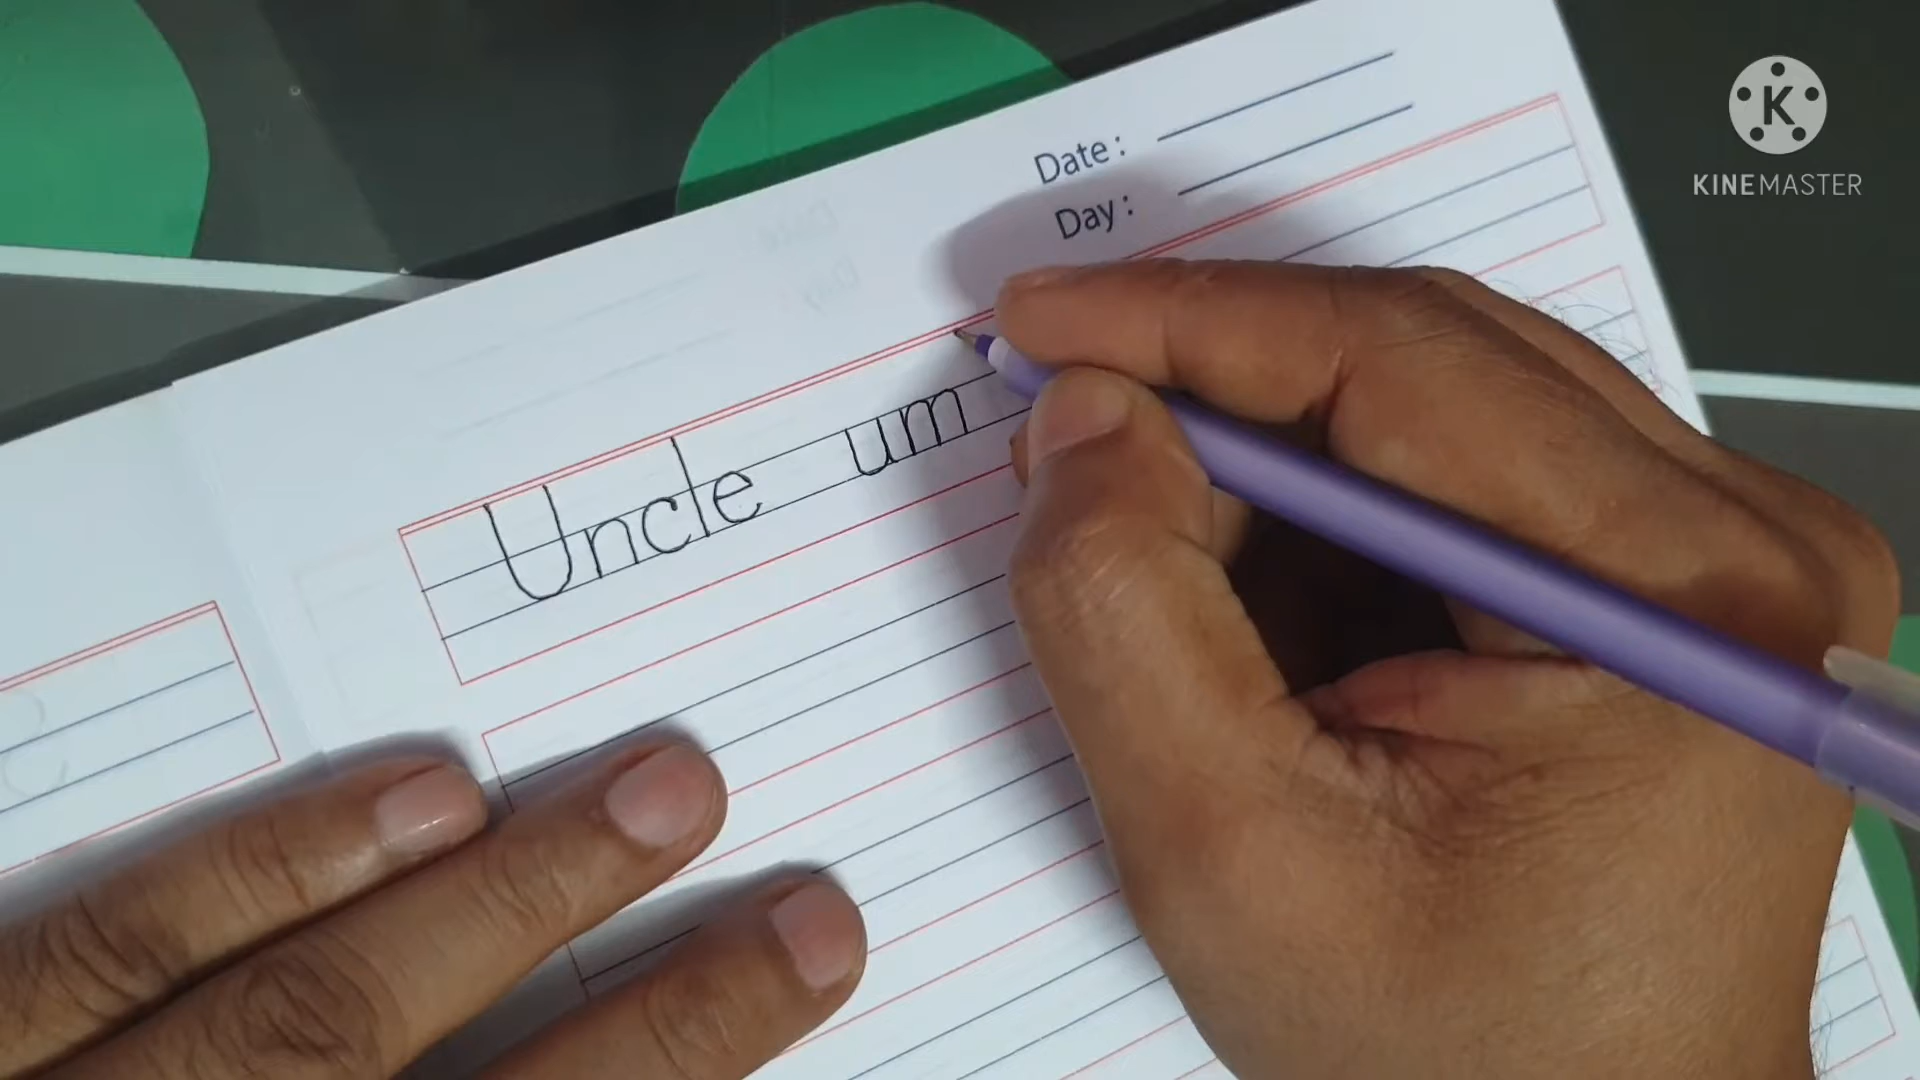 Date :
Day :
Uncle um
K
KINEMASTER